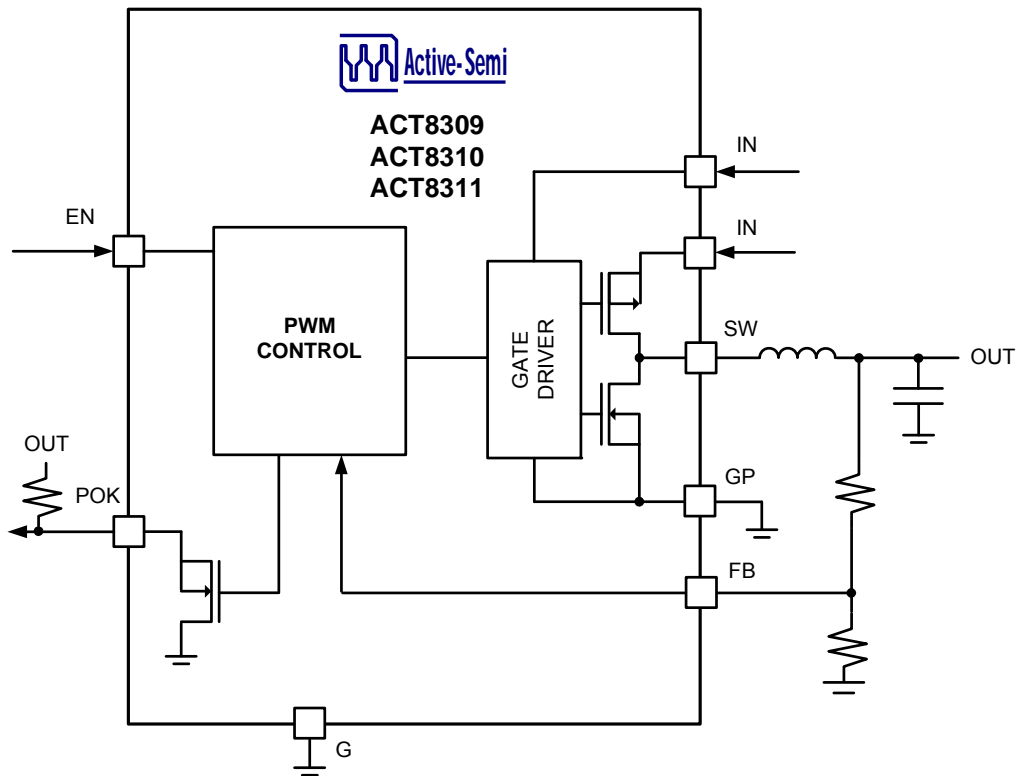 Active-Semi
ACT8309
ACT8310
ACT8311
IN
EN
IN
PWM
CONTROL
GATE
DRIVER
SW
OUT
OUT
POK
GP
FB
G